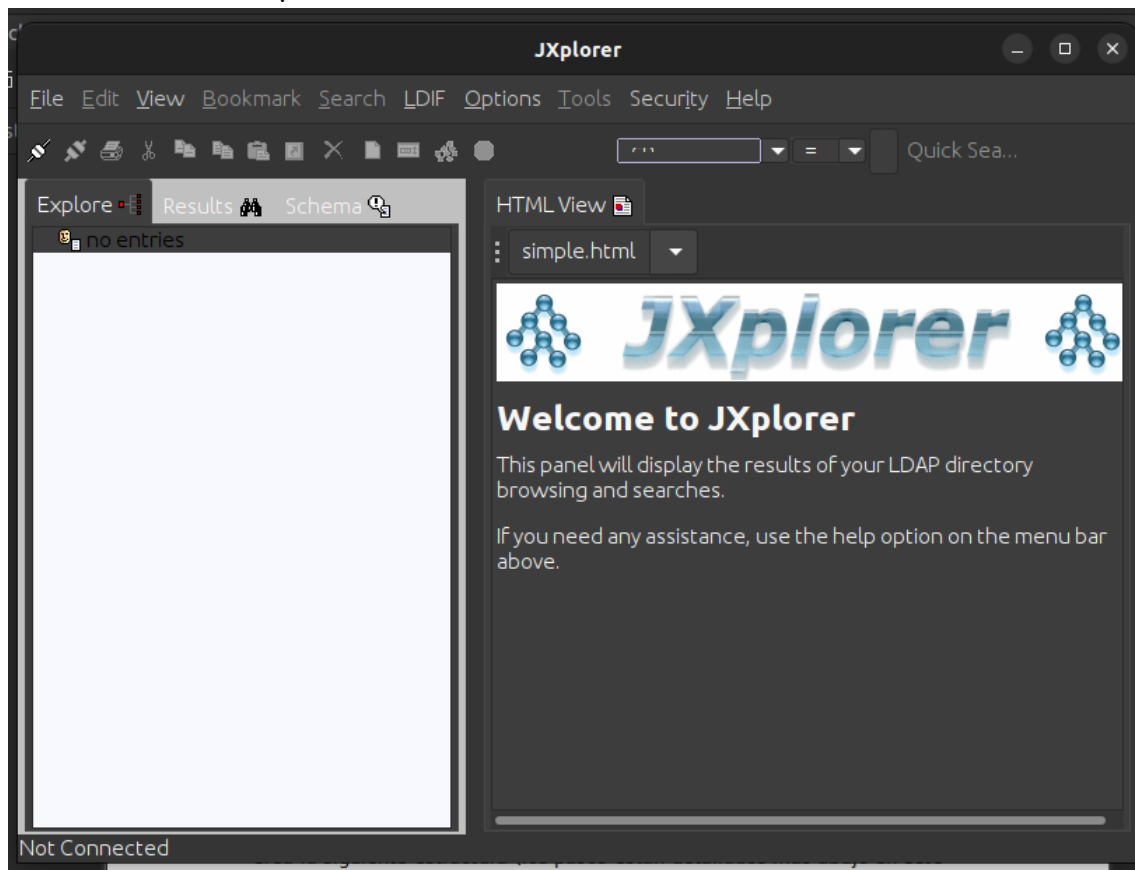 JXplorer
File Edit View Bookmark Search LDIF Options Tools Security Help
= Quick Sea...
Explore Results Schema
HTML View
no entries
simple.html
JXplorer
Welcome to JXplorer
This panel will display the results of your LDAP directory
browsing and searches.
If you need any assistance, use the help option on the menu bar
above.
Not Connected